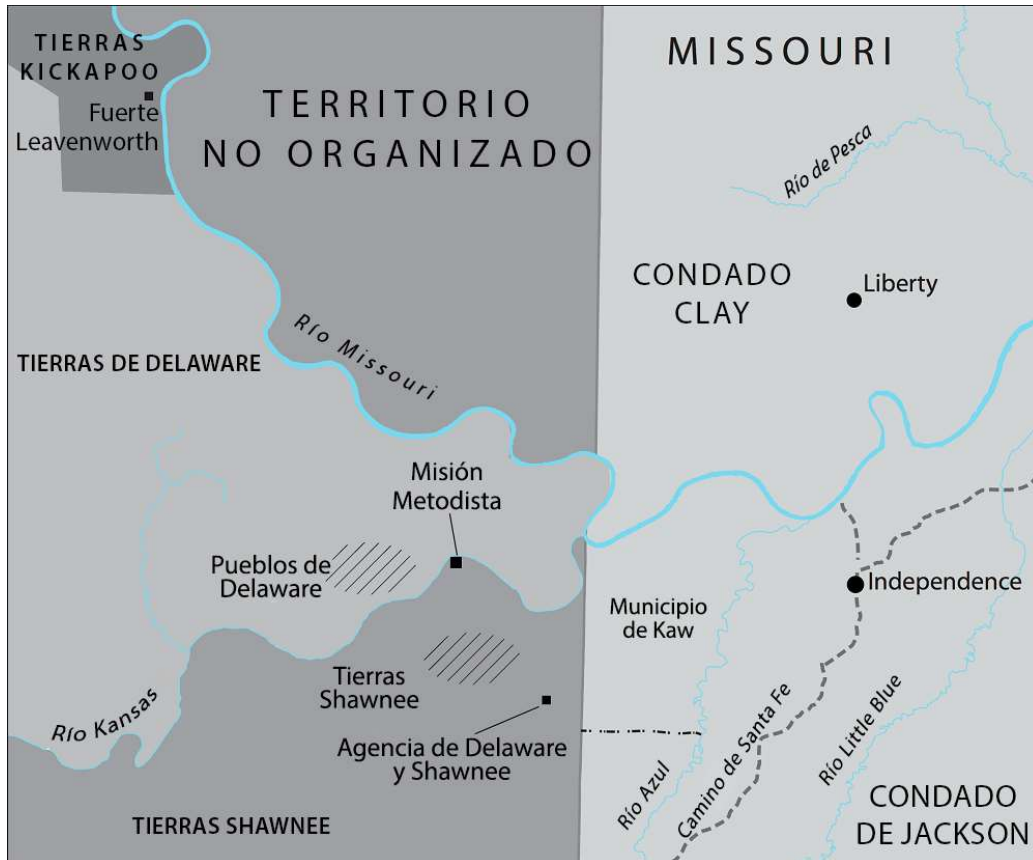 TIERRAS
KICKAPOO
Fuerte
Leavenworth
TERRITORIO
NO ORGANIZADO
MISSOURI
Río de Pesca
CONDADO
CLAY
Liberty
Río Missouri
TIERRAS DE DELAWARE
Misión
Metodista
Pueblos de
Delaware
Independence
Municipio
de Kaw
Tierras
Shawnee
Río Kansas
Agencia de Delaware
y Shawnee
Río Azul
Camino de Santa Fe
Río Little Blue
CONDADO
DE JACKSON
TIERRAS SHAWNEE